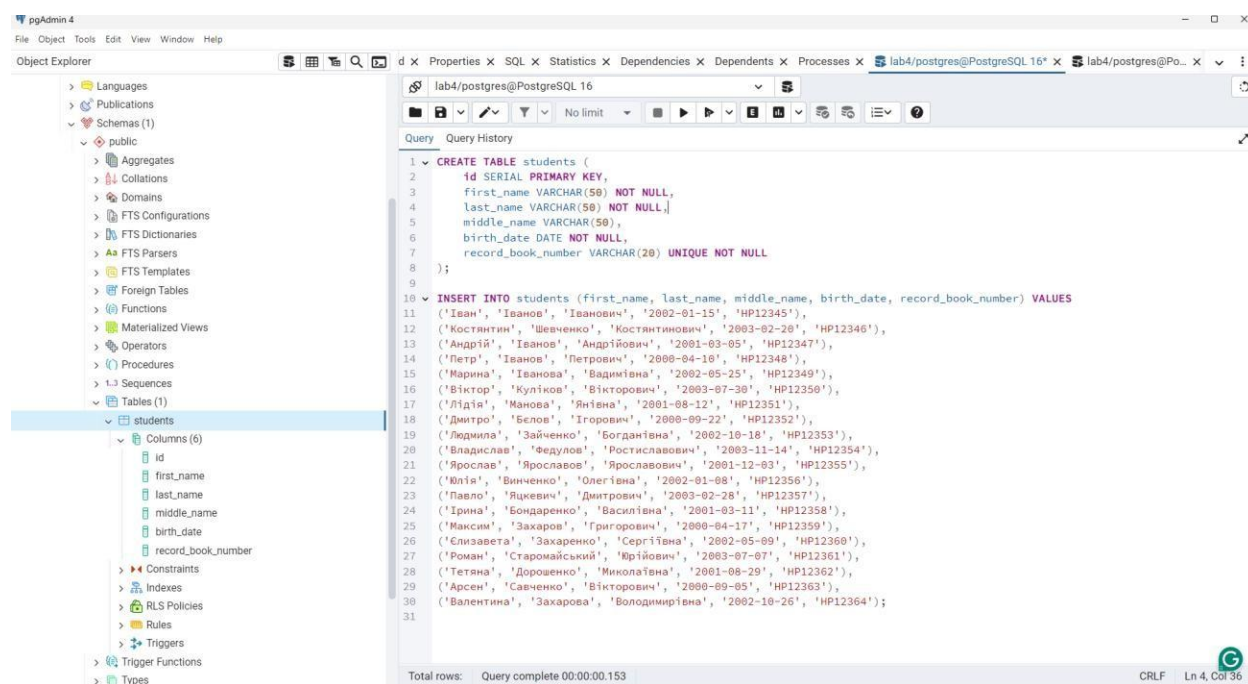 pgAdmin 4
File Object Tools Edit View Window Help
Object Explorer
d x Properties x SQL x Statistics x Dependencies x Dependents x Processes x lab4/postgres@PostgreSQL 16* x lab4/postgres@Po... x
Languages
Publications
Schemas (1)
public
Aggregates
Collations
Domains
FTS Configurations
FTS Dictionaries
Aa FTS Parsers
FTS Templates
Foreign Tables
Functions
Materialized Views
Operators
Procedures
1..3 Sequences
Tables (1)
students
Columns (6)
id
first_name
last_name
middle_name
birth_date
record_book_number
Constraints
Indexes
RLS Policies
Rules
Triggers
Trigger Functions
Types
lab4/postgres@PostgreSQL 16
No limit
E
Query Query History
1 CREATE TABLE students (
2 id SERIAL PRIMARY KEY,
3 first_name VARCHAR(50) NOT NULL,
4 last_name VARCHAR(50) NOT NULL,
5 middle_name VARCHAR(50),
6 birth_date DATE NOT NULL,
7 record_book_number VARCHAR(20) UNIQUE NOT NULL
8 );
9
10 INSERT INTO students (first_name, last_name, middle_name, birth_date, record_book_number) VALUES
11 ('Іван', 'Іванов', 'Іванович', '2002-01-15', 'НР12345'),
12 ('Костянтин', 'Шевченко', 'Костянтинович', '2003-02-20', 'НР12346'),
13 ('Андрій', 'Іванов', 'Андрійович', '2001-03-05', 'НР12347'),
14 ('Петр', 'Іванов', 'Петрович', '2000-04-10', 'НР12348'),
15 ('Марина', 'Іванова', 'Вадимівна', '2002-05-25', 'НР12349'),
16 ('Віктор', 'Куліков', 'Вікторович', '2003-07-30', 'НР12350'),
17 ('Лідія', 'Манова', 'Янівна', '2001-08-12', 'НР12351'),
18 ('Дмитро', 'Бєлов', 'Ігорович', '2000-09-22', 'НР12352'),
19 ('Людмила', 'Зайченко', 'Богданівна', '2002-10-18', 'НР12353'),
20 ('Владислав', 'Федулов', 'Ростиславович', '2003-11-14', 'НР12354'),
21 ('Ярослав', 'Ярославов', 'Ярославович', '2001-12-03', 'НР12355'),
22 ('Юлія', 'Винченко', 'Олегівна', '2002-01-08', 'НР12356'),
23 ('Павло', 'Яцкевич', 'Дмитрович', '2003-02-28', 'НР12357'),
24 ('Ірина', 'Бондаренко', 'Василівна', '2001-03-11', 'НР12358'),
25 ('Максим', 'Захаров', 'Григорович', '2000-04-17', 'НР12359'),
26 ('Єлизавета', 'Захаренко', 'Сергіївна', '2002-05-09', 'НР12360'),
27 ('Роман', 'Старомайський', 'Юрійович', '2003-07-07', 'НР12361'),
28 ('Тетяна', 'Дорошенко', 'Миколаївна', '2001-08-29', 'НР12362'),
29 ('Арсен', 'Савченко', 'Вікторович', '2000-09-05', 'НР12363'),
30 ('Валентина', 'Захарова', 'Володимирівна', '2002-10-26', 'НР12364');
31
Total rows: Query complete 00:00:00.153 CRLF Ln 4, Col 36